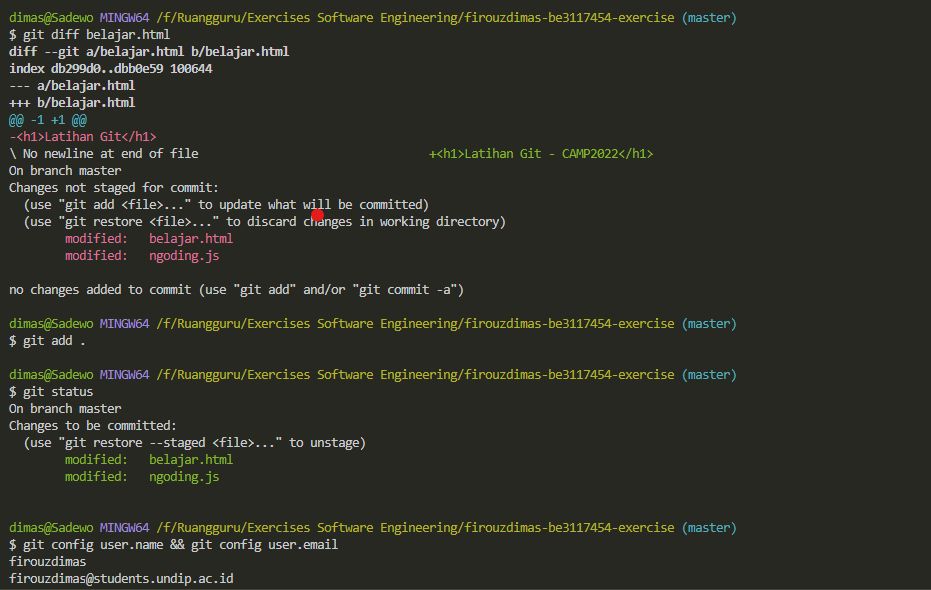 dimas@Sadewo MINGW64 /f/Ruangguru/Exercises Software Engineering/firouzdimas-be3117454-exercise (master)
$ git diff belajar.html
diff --git a/belajar.html b/belajar.html
index db299d0..dbb0e59 100644
--- a/belajar.html
+++ b/belajar.html
@@ -1 +1 @@
-<h1>Latihan Git</h1>
\ No newline at end of file +<h1>Latihan Git - CAMP2022</h1>
On branch master
Changes not staged for commit:
(use "git add <file>..." to update what will be committed)
(use "git restore <file>..." to discard changes in working directory)
modified: belajar.html
modified: ngoding.js
no changes added to commit (use "git add" and/or "git commit -a")
dimas@Sadewo MINGW64 /f/Ruangguru/Exercises Software Engineering/firouzdimas-be3117454-exercise (master)
$ git add .
dimas@Sadewo MINGW64 /f/Ruangguru/Exercises Software Engineering/firouzdimas-be3117454-exercise (master)
$ git status
On branch master
Changes to be committed:
(use "git restore --staged <file>..." to unstage)
modified: belajar.html
modified: ngoding.js
dimas@Sadewo MINGW64 /f/Ruangguru/Exercises Software Engineering/firouzdimas-be3117454-exercise (master)
$ git config user.name && git config user.email
firouzdimas
firouzdimas@students.undip.ac.id